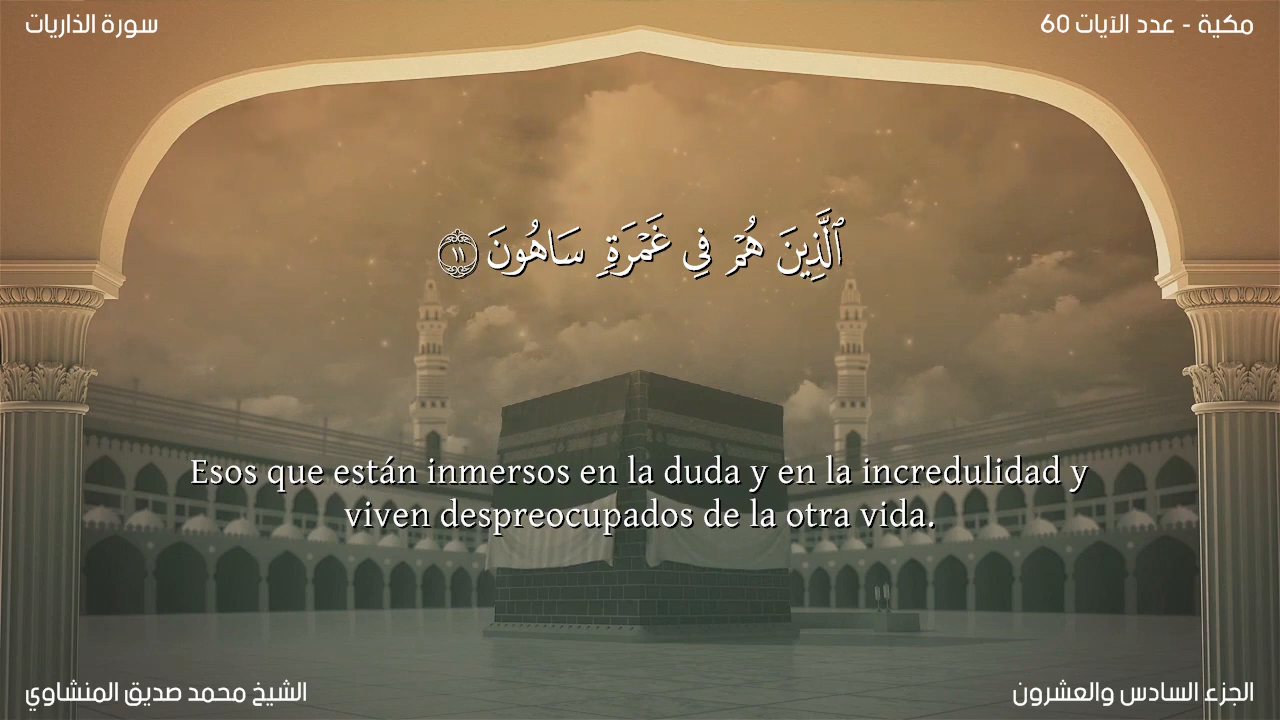 سورة الذاريات
مكية - عدد الآيات 60
ٱلَّذِينَ هُمْ فِى غَمْرَةٍ سَاهُونَ ١١
Esos que están inmersos en la duda y en la incredulidad y
viven despreocupados de la otra vida.
الشيخ محمد صديق المنشاوي
الجزء السادس والعشرون